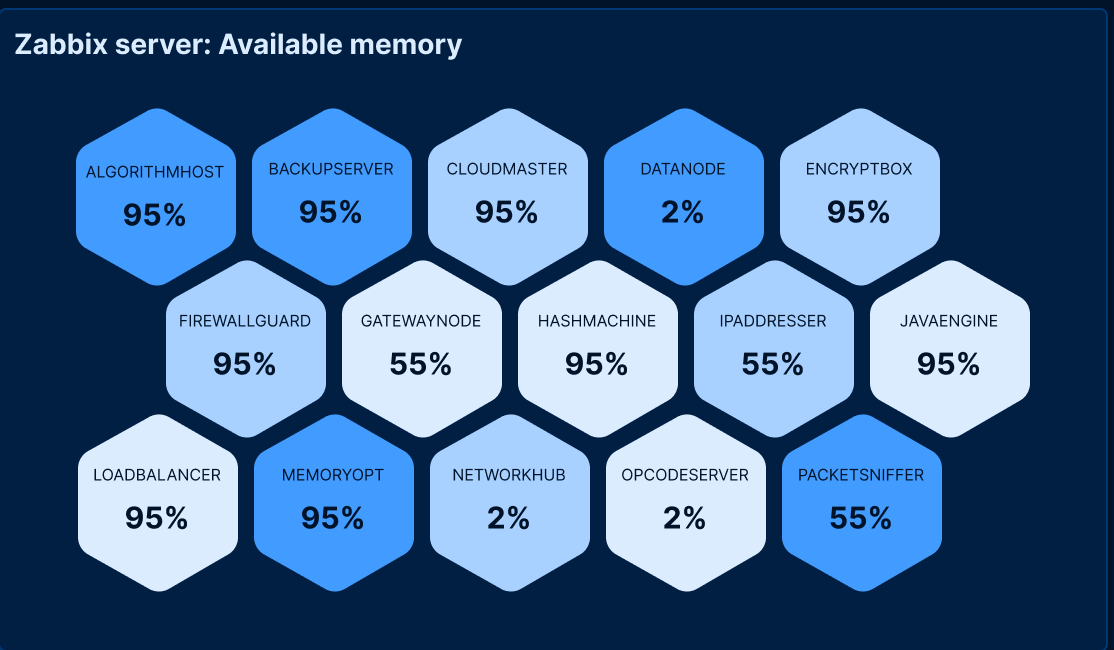 Zabbix server: Available memory
ALGORITHMHOST
95%
BACKUPSERVER
95%
CLOUDMASTER
95%
DATANODE
2%
ENCRYPTBOX
95%
FIREWALLGUARD
95%
GATEWAYNODE
55%
HASHMACHINE
95%
IPADDRESSER
55%
JAVAENGINE
95%
LOADBALANCER
95%
MEMORYOPT
95%
NETWORKHUB
2%
OPCODESERVER
2%
PACKETSNIFFER
55%